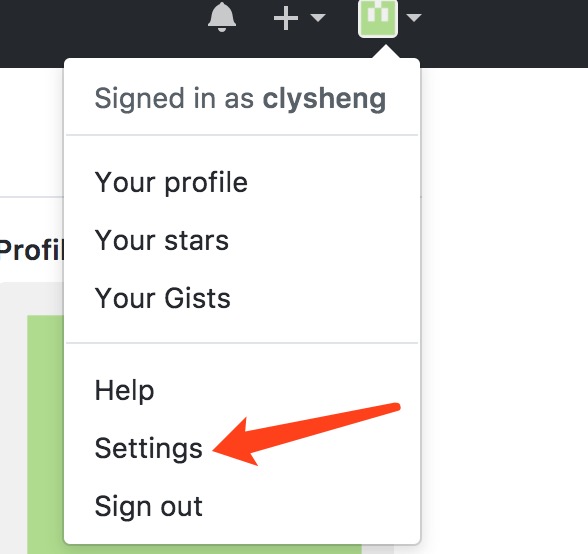 Signed in as clysheng
Your profile
Your stars
Profil
Your Gists
Help
Settings
Sign out